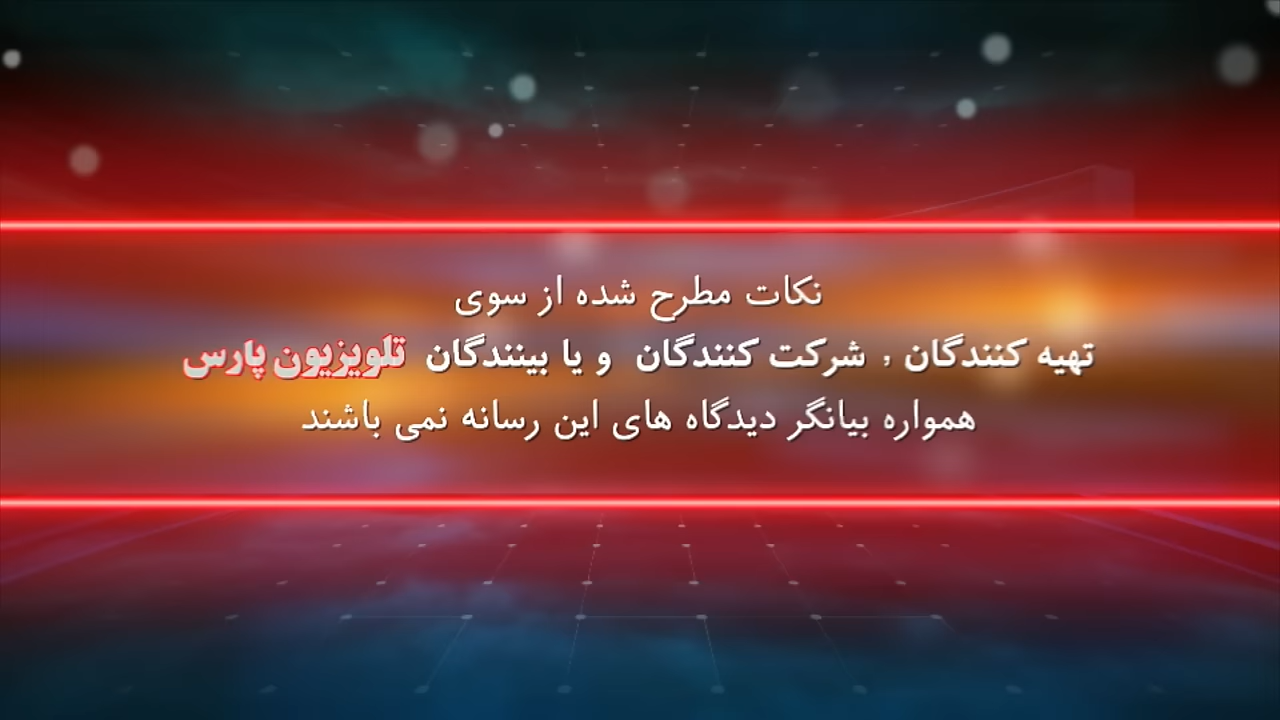 نکات مطرح شده از سوی
تهیه کنندگان , شرکت کنندگان و یا بینندگان تلویزیون پارس
همواره بیانگر دیدگاه های این رسانه نمی باشند